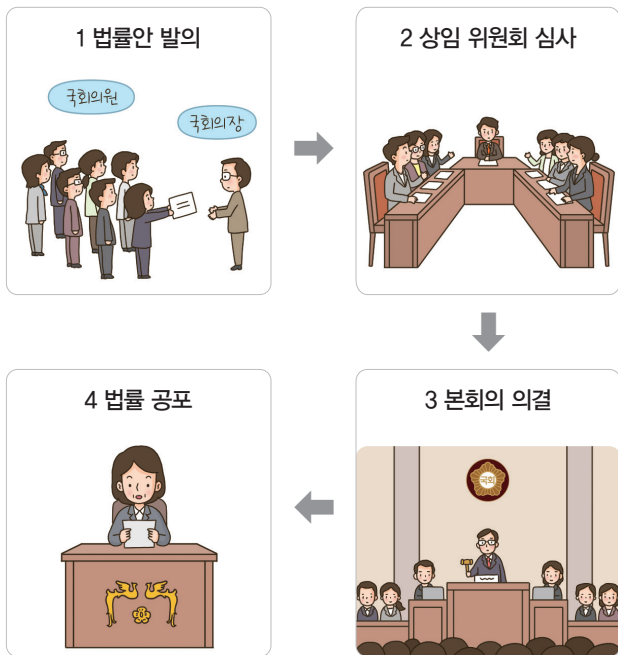 1 법률안 발의
국회의원
국회의장
2 상임 위원회 심사
3 본회의 의결
국회
4 법률 공포